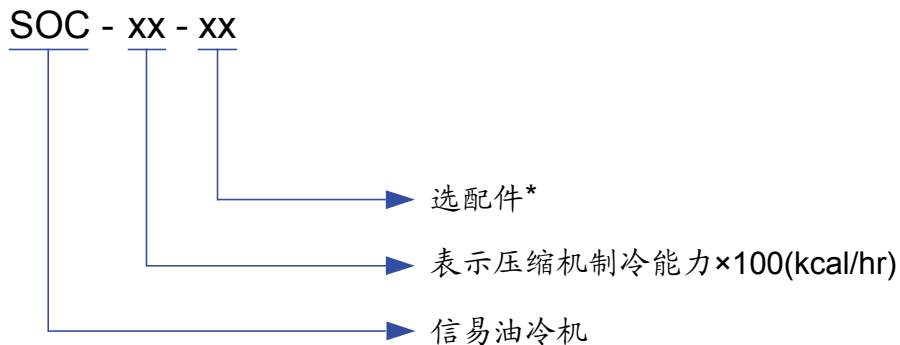 SOC - xx - xx
选配件*
表示压缩机制冷能力×100(kcal/hr)
信易油冷机